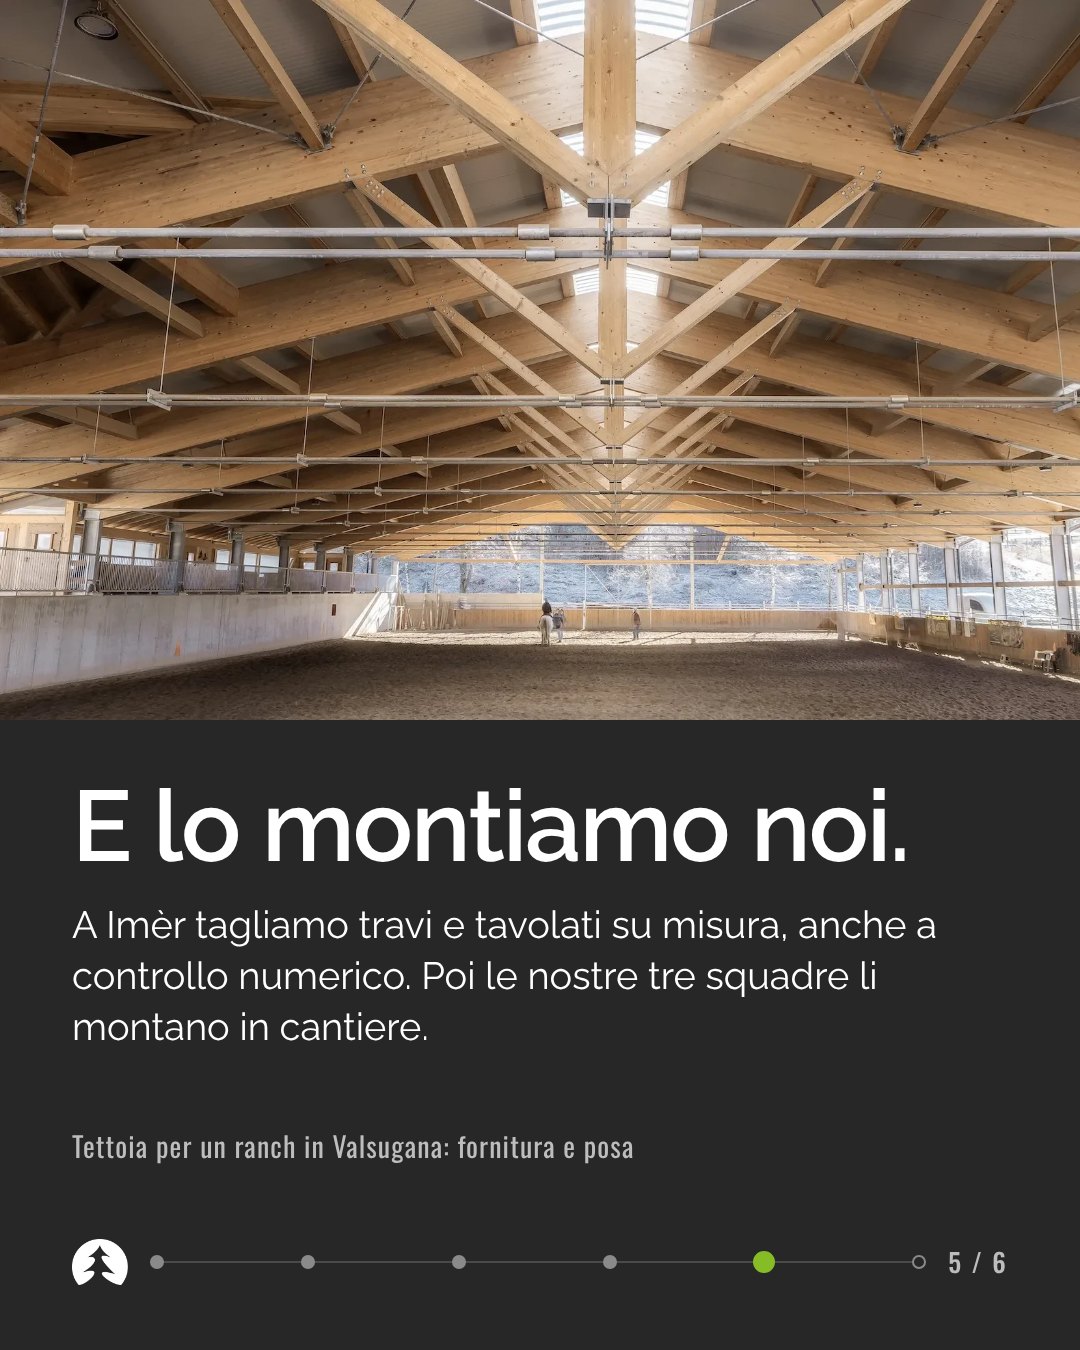 E lo montiamo noi.
A Imèr tagliamo travi e tavolati su misura, anche a
controllo numerico. Poi le nostre tre squadre li
montano in cantiere.
Tettoia per un ranch in Valsugana: fornitura e posa
5 / 6